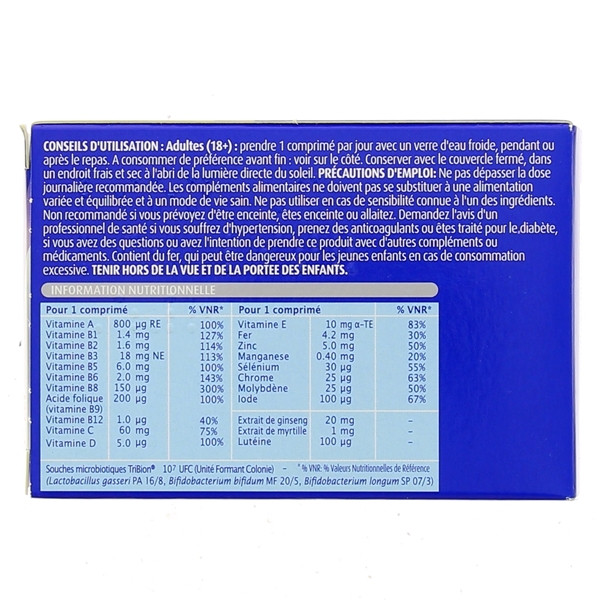 CONSEILS D'UTILISATION : Adultes (18+) : prendre 1 comprimé par jour avec un verre d'eau froide, pendant ou
après le repas. A consommer de préférence avant fin : voir sur le côté. Conserver avec le couvercle fermé, dans
un endroit frais et sec à l'abri de la lumière directe du soleil. PRÉCAUTIONS D'EMPLOI: Ne pas dépasser la dose
journalière recommandée. Les compléments alimentaires ne doivent pas se substituer à une alimentation
variée et équilibrée et à un mode de vie sain. Ne pas utiliser en cas de sensibilité connue à l'un des ingrédients.
Non recommandé si vous prévoyez d'être enceinte, êtes enceinte ou allaitez. Demandez l'avis d'un
professionnel de santé si vous souffrez d'hypertension, prenez des anticoagulants ou êtes traité pour le,diabète,
si vous avez des questions ou avez l'intention de prendre ce produit avec d'autres compléments ou
médicaments. Contient du fer, qui peut être dangereux pour les jeunes enfants en cas de consommation
excessive. TENIR HORS DE LA VUE ET DE LA PORTÉE DES ENFANTS.
INFORMATION NUTRITIONNELLE
Pour 1 comprimé % VNR* Pour 1 comprimé % VNR*
Vitamine A 800 µg RE 100% Vitamine E 10 mg α-TE 83%
Vitamine B1 1.4 mg 127% Fer 4.2 mg 30%
Vitamine B2 1.6 mg 114% Zinc 5.0 mg 50%
Vitamine B3 18 mg NE 113% Manganese 0.40 mg 20%
Vitamine B5 6.0 mg 100% Sélénium 30 µg 55%
Vitamine B6 2.0 mg 143% Chrome 25 µg 63%
Vitamine B8 150 µg 300% Molybdène 25 µg 50%
Acide folique 200 µg 100% Iode 100 µg 67%
(vitamine B9)
Vitamine B12 1.0 µg 40% Extrait de ginseng 20 mg –
Vitamine C 60 mg 75% Extrait de myrtille 1 mg –
Vitamine D 5.0 µg 100% Lutéine 100 µg –
Souches microbiotiques TriBion® 10⁷ UFC (Unité Formant Colonie) – *% VNR: % Valeurs Nutritionnelles de Référence
(Lactobacillus gasseri PA 16/8, Bifidobacterium bifidum MF 20/5, Bifidobacterium longum SP 07/3)